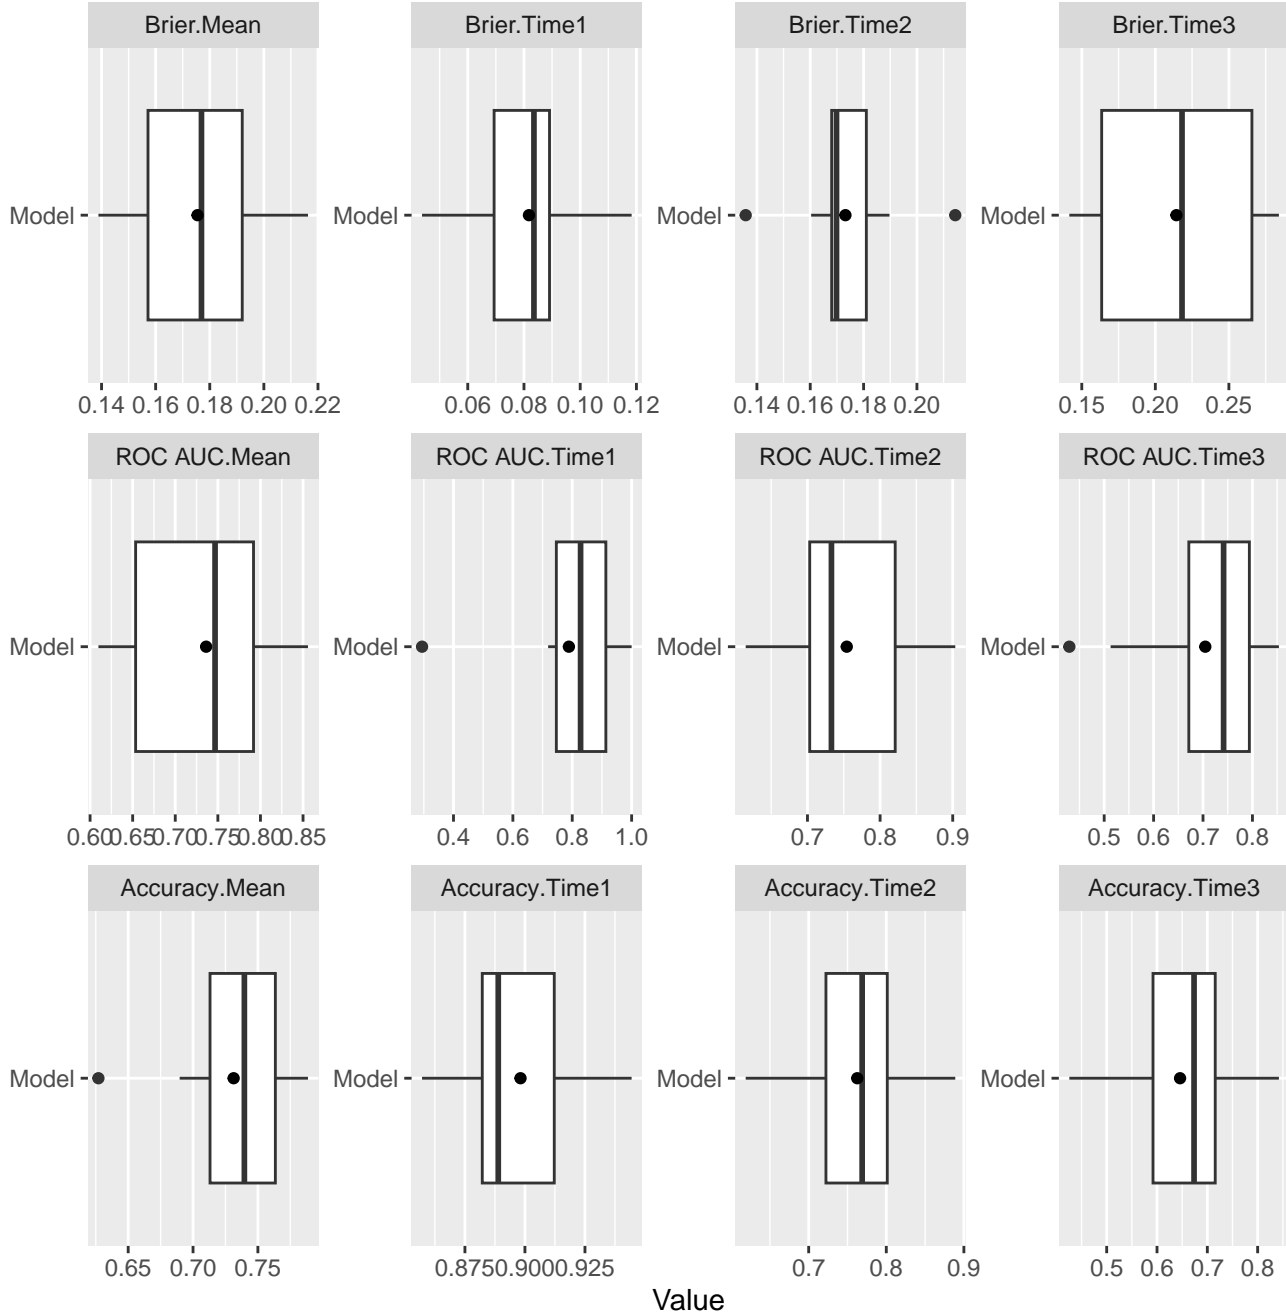 Brier.Mean Brier.Time1 Brier.Time2 Brier.Time3
Model Model Model Model
0.14 0.16 0.18 0.20 0.22 0.06 0.08 0.10 0.12 0.14 0.16 0.18 0.20 0.15 0.20 0.25
ROC AUC.Mean ROC AUC.Time1 ROC AUC.Time2 ROC AUC.Time3
Model Model Model Model
0.60 0.65 0.70 0.75 0.80 0.85 0.4 0.6 0.8 1.0 0.7 0.8 0.9 0.5 0.6 0.7 0.8
Accuracy.Mean Accuracy.Time1 Accuracy.Time2 Accuracy.Time3
Model Model Model Model
0.65 0.70 0.75 0.875 0.900 0.925 0.7 0.8 0.9 0.5 0.6 0.7 0.8
Value